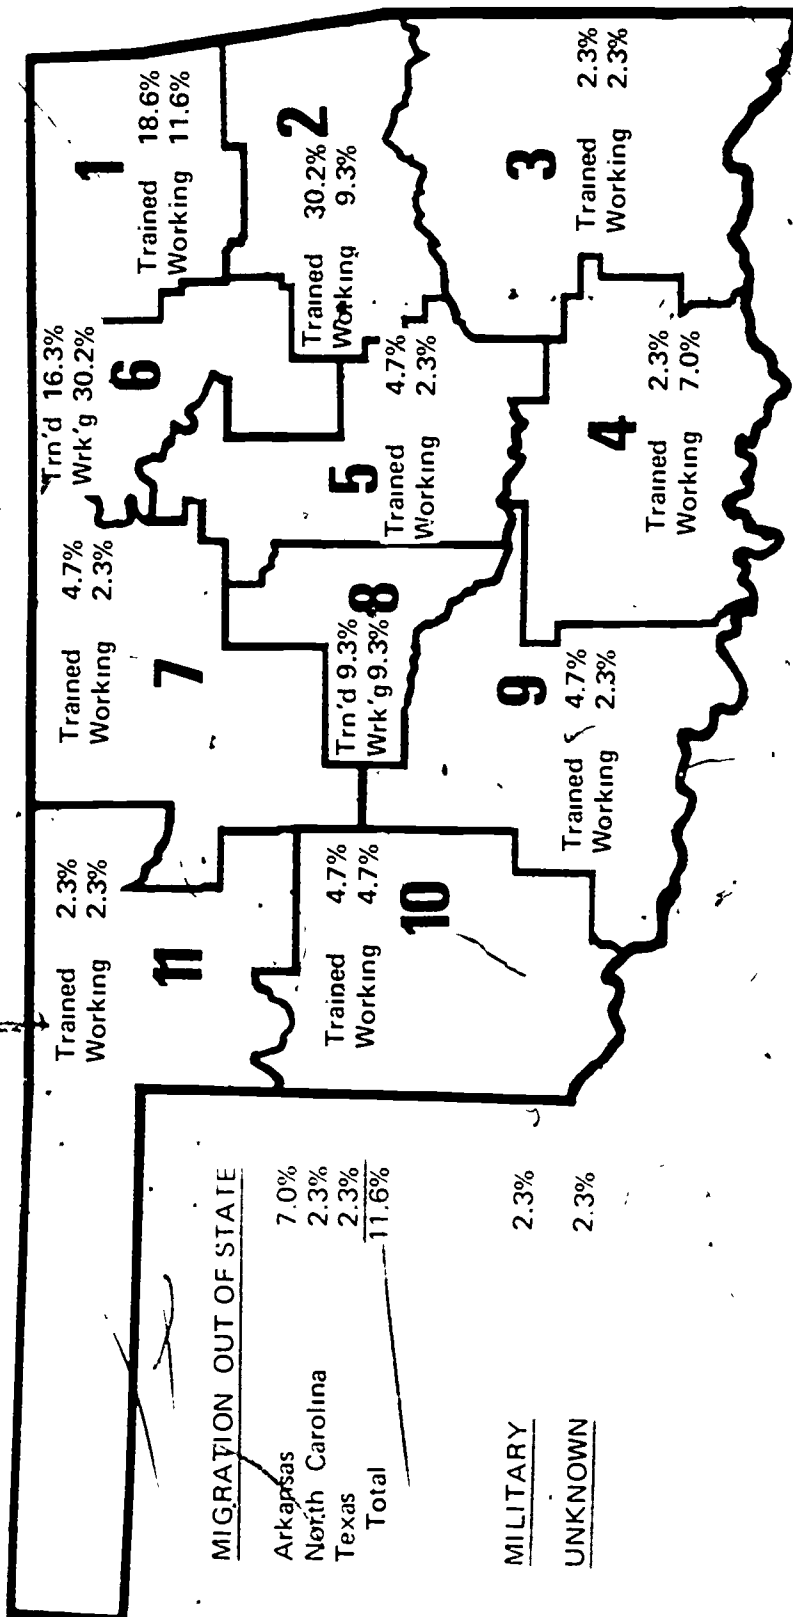 Trained 2.3%
Working 2.3%
11
Trained 4.7%
Working 2.3%
7
Trn'd 16.3%
Wrk'g 30.2%
6
1
Trained 18.6%
Working 11.6%
2
Trained 30.2%
Working 9.3%
5
Trained 4.7%
Working 2.3%
8
Trn'd 9.3%
Wrk'g 9.3%
Trained 4.7%
Working 4.7%
10
9
Trained 4.7%
Working 2.3%
4
Trained 2.3%
Working 7.0%
3
Trained 2.3%
Working 2.3%
MIGRATION OUT OF STATE
Arkansas 7.0%
North Carolina 2.3%
Texas 2.3%
Total 11.6%
MILITARY 2.3%
UNKNOWN 2.3%